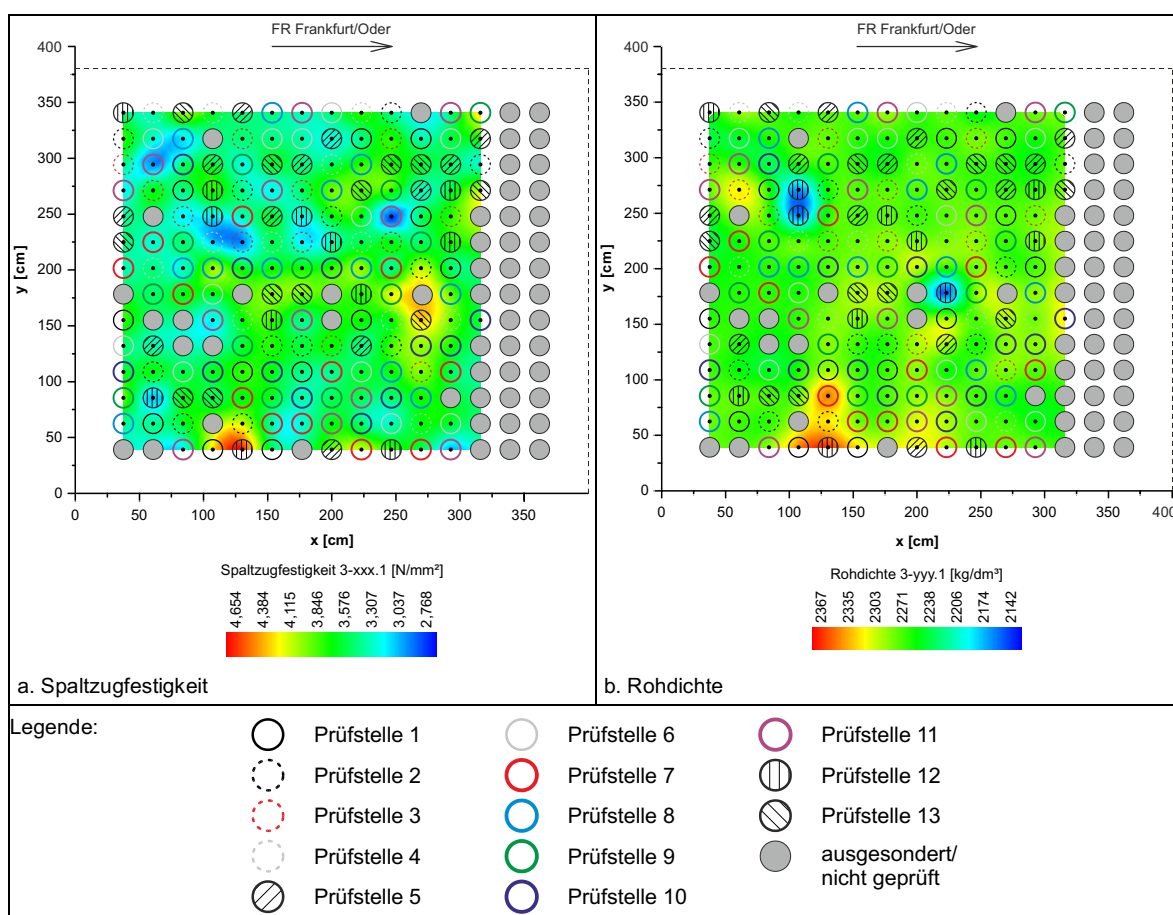 FR Frankfurt/Oder
400
350
300
250
200
150
100
50
0
y [cm]
0
50
100
150
200
250
300
350
x [cm]
Spaltzugfestigkeit 3-xxx.1 [N/mm²]
4,654
4,384
4,115
3,846
3,576
3,307
3,037
2,768
a. Spaltzugfestigkeit
FR Frankfurt/Oder
400
350
300
250
200
150
100
50
0
y [cm]
0
50
100
150
200
250
300
350
400
x [cm]
Rohdichte 3-yyy.1 [kg/dm³]
2367
2335
2303
2271
2238
2206
2174
2142
b. Rohdichte
Legende:
Prüfstelle 1
Prüfstelle 2
Prüfstelle 3
Prüfstelle 4
Prüfstelle 5
Prüfstelle 6
Prüfstelle 7
Prüfstelle 8
Prüfstelle 9
Prüfstelle 10
Prüfstelle 11
Prüfstelle 12
Prüfstelle 13
ausgesondert/
nicht geprüft